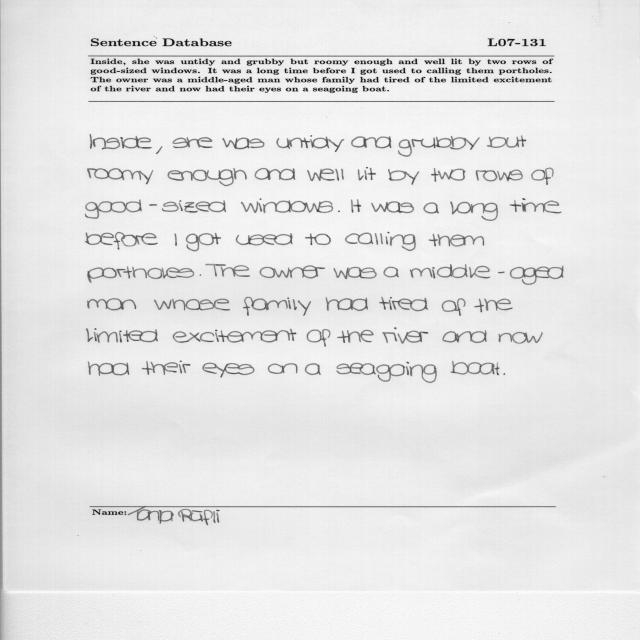 Sentence Database L07-131
Inside, she was untidy and grubby but roomy enough and well lit by two rows of
good-sized windows. It was a long time before I got used to calling them portholes.
The owner was a middle-aged man whose family had tired of the limited excitement
of the river and now had their eyes on a seagoing boat.
Inside, she was untidy and grubby but
roomy enough and well lit by two rows of
good-sized windows. It was a long time
before I got used to calling them
portholes. The owner was a middle-aged
man whose family had tired of the
limited excitement of the river and now
had their eyes on a seagoing boat.
Name: